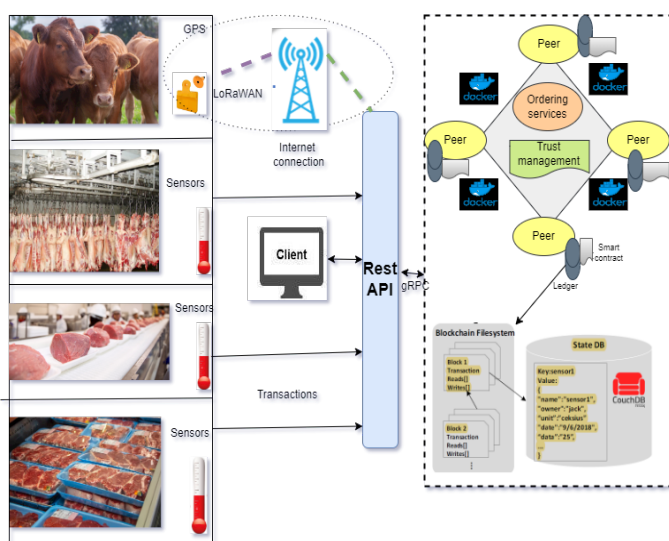 GPS
LoRaWAN
Internet
connection
Sensors
Client
Rest
API
gRPC
Sensors
Transactions
Sensors
Peer
docker
docker
Ordering
services
Peer
Trust
management
Peer
docker
docker
Peer
Smart
contract
Ledger
Blockchain Filesystem
Block 1
Transaction
Reads[]
Writes[]
Block 2
Transaction
Reads[]
Writes[]
State DB
Key:sensor1
Value:
{
"name":"sensor1",
"owner":"jack",
"unit":"celsius"
"date":"9/6/2018",
"data":"25",
...
}
CouchDB